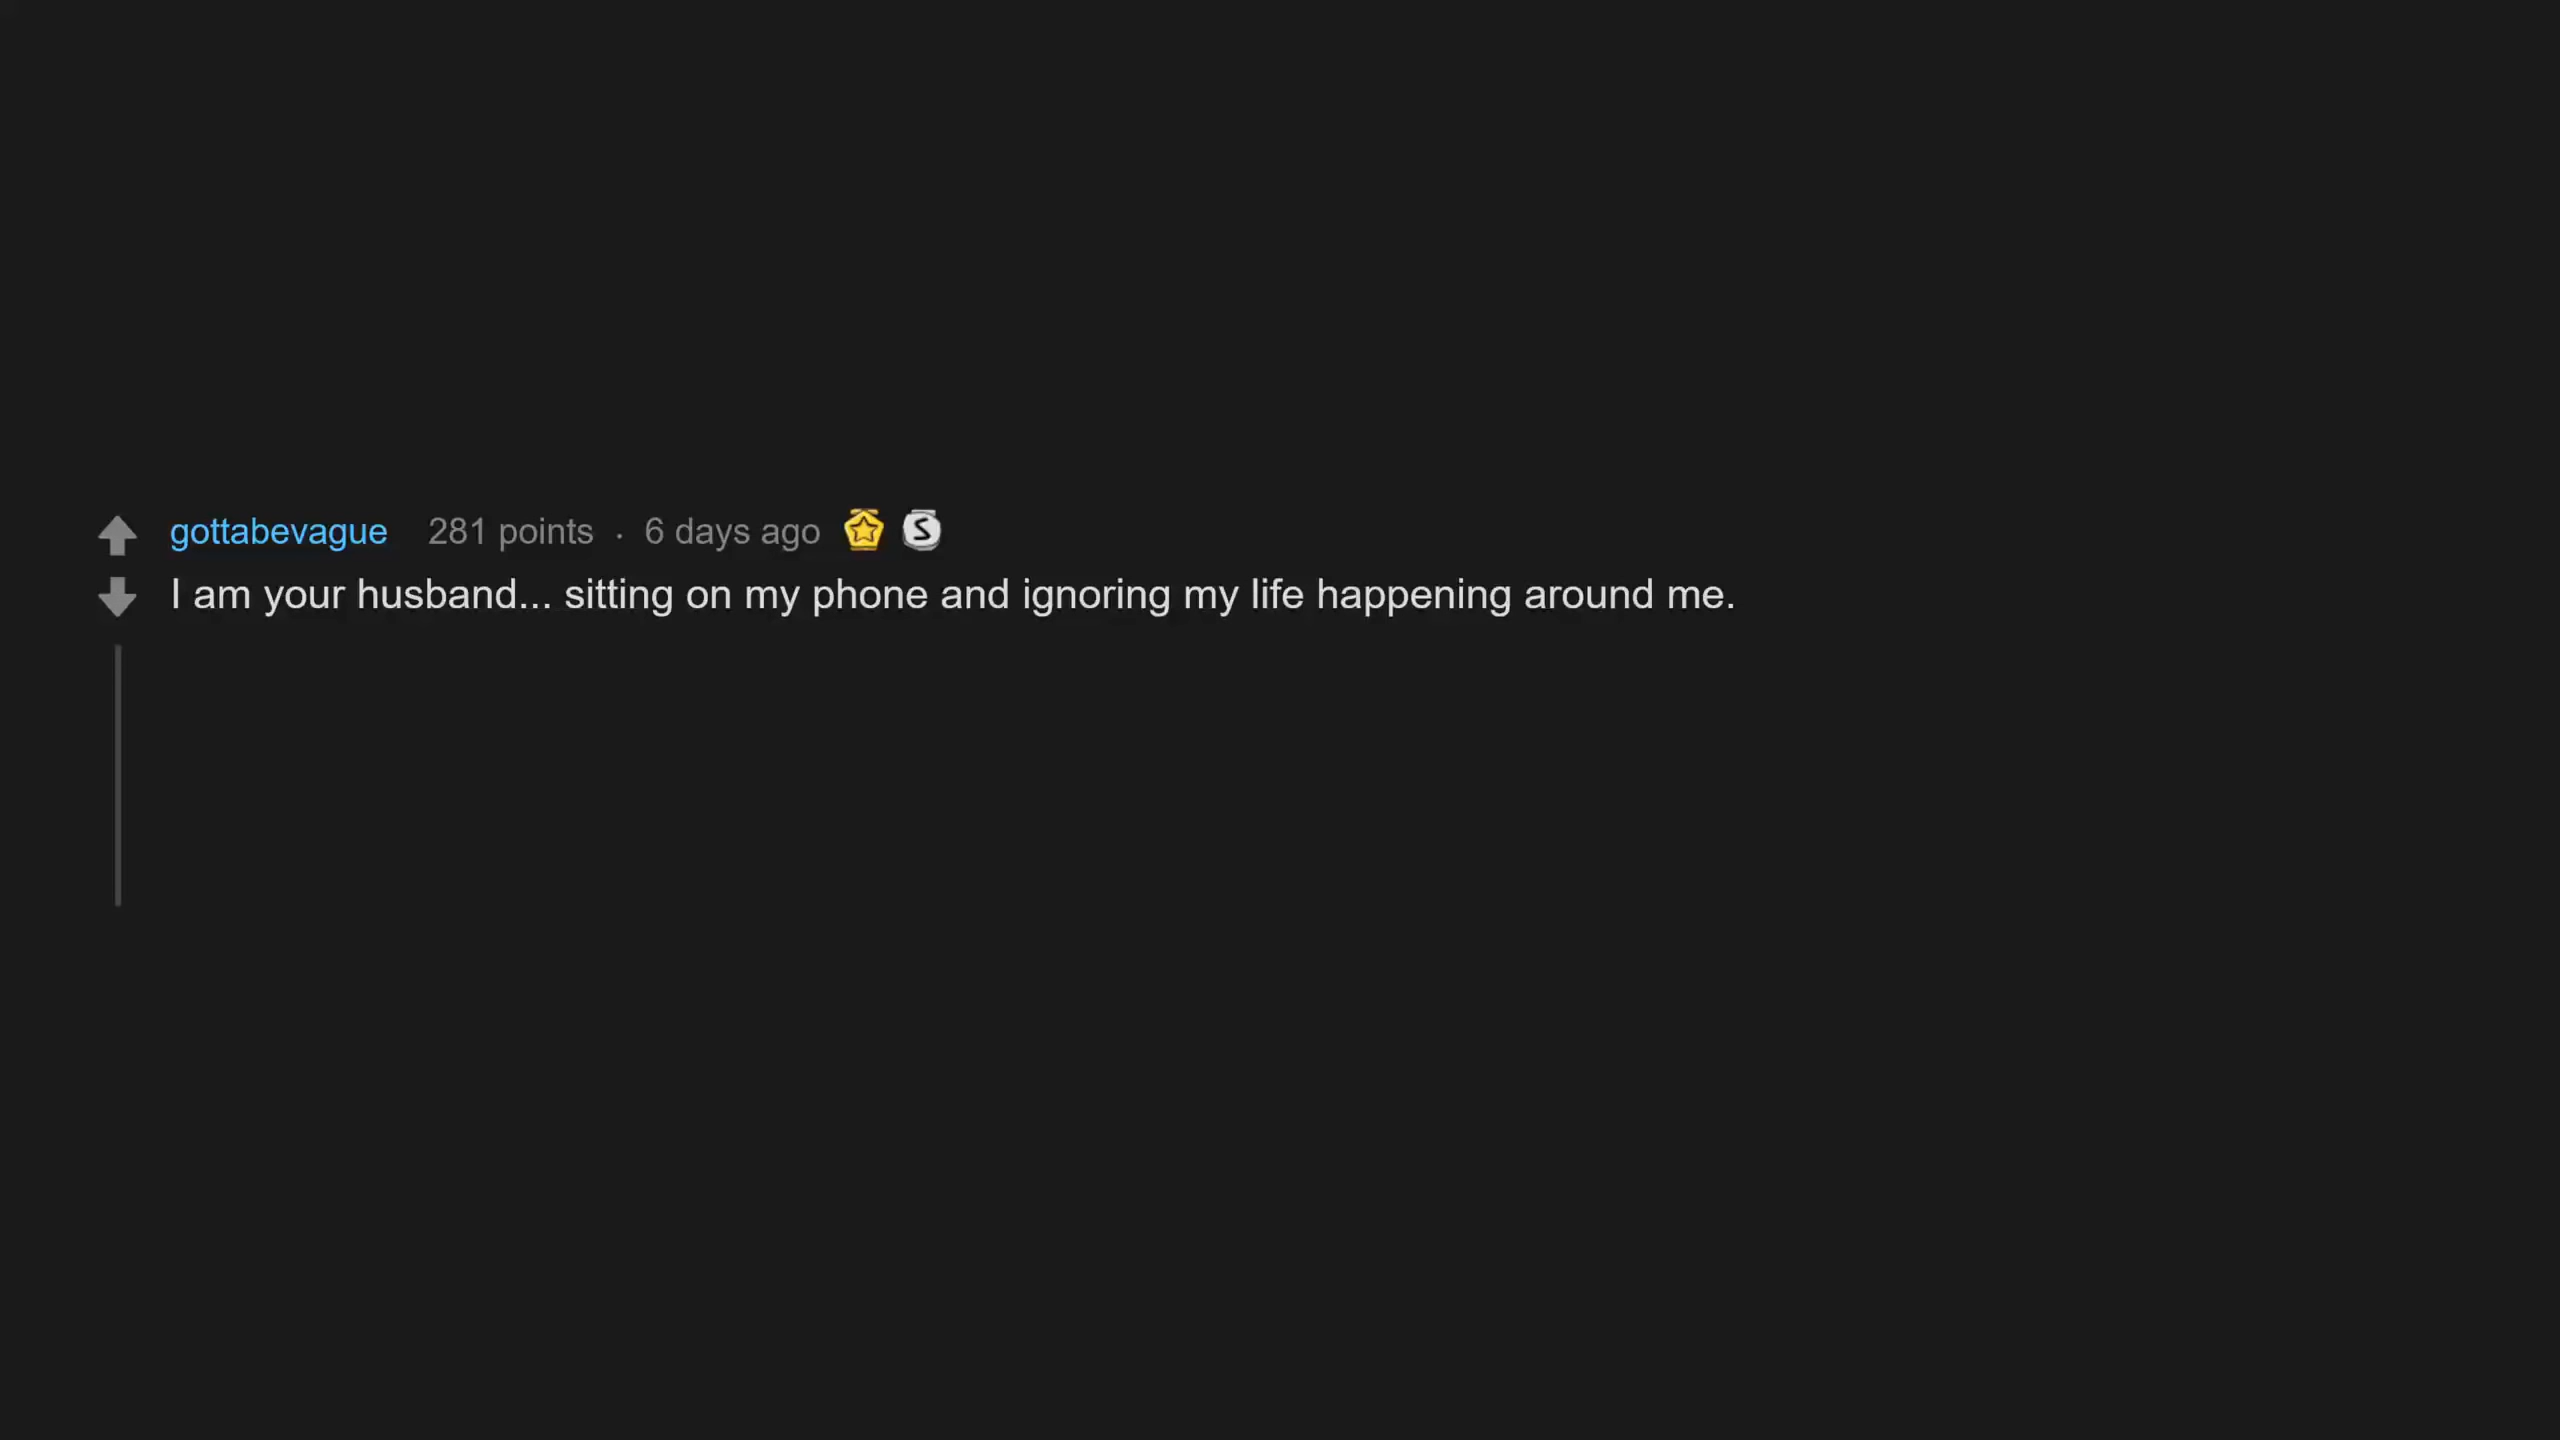 gottabevague 281 points · 6 days ago S
I am your husband... sitting on my phone and ignoring my life happening around me.